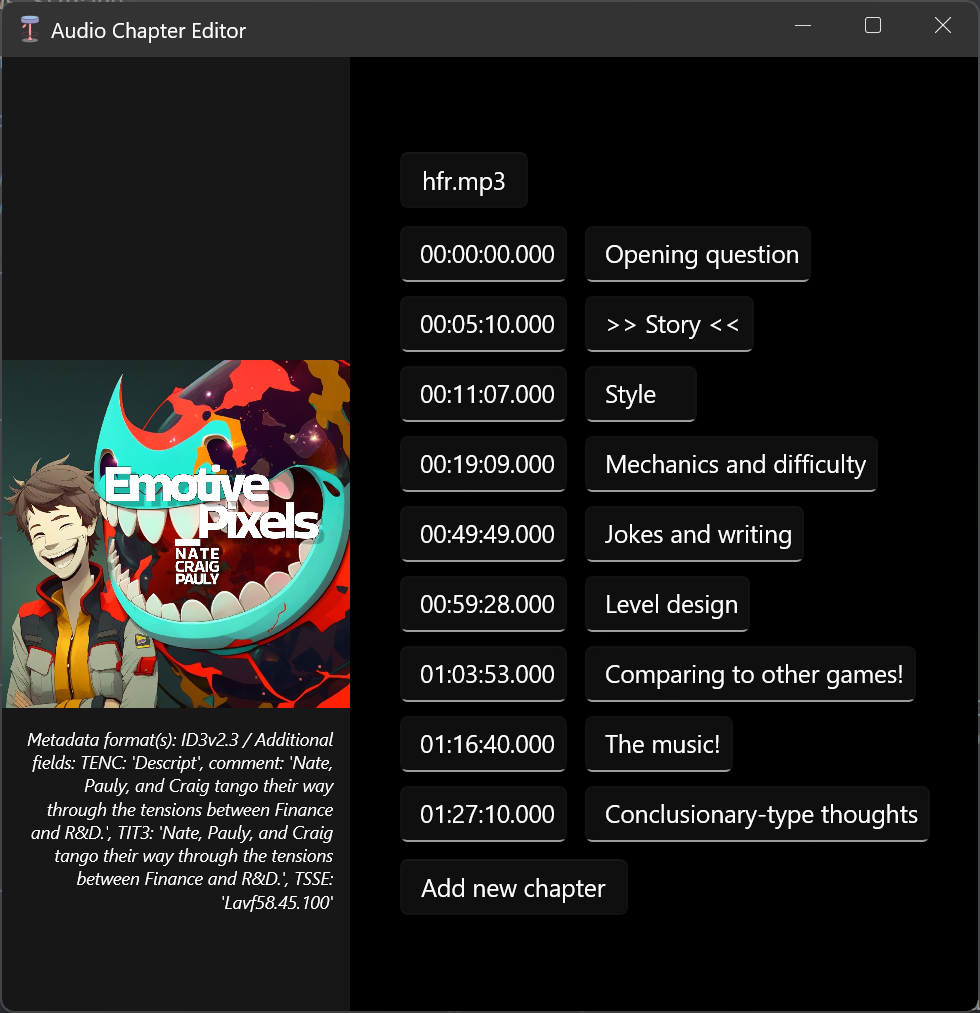 Audio Chapter Editor
hfr.mp3
00:00:00.000 Opening question
00:05:10.000 >> Story <<
00:11:07.000 Style
00:19:09.000 Mechanics and difficulty
00:49:49.000 Jokes and writing
00:59:28.000 Level design
01:03:53.000 Comparing to other games!
01:16:40.000 The music!
01:27:10.000 Conclusionary-type thoughts
Add new chapter
Emotive
Pixels
NATE
CRAIG
PAULY
Metadata format(s): ID3v2.3 / Additional
fields: TENC: 'Descript', comment: 'Nate,
Pauly, and Craig tango their way
through the tensions between Finance
and R&D.', TIT3: 'Nate, Pauly, and Craig
tango their way through the tensions
between Finance and R&D.', TSSE:
'Lavf58.45.100'